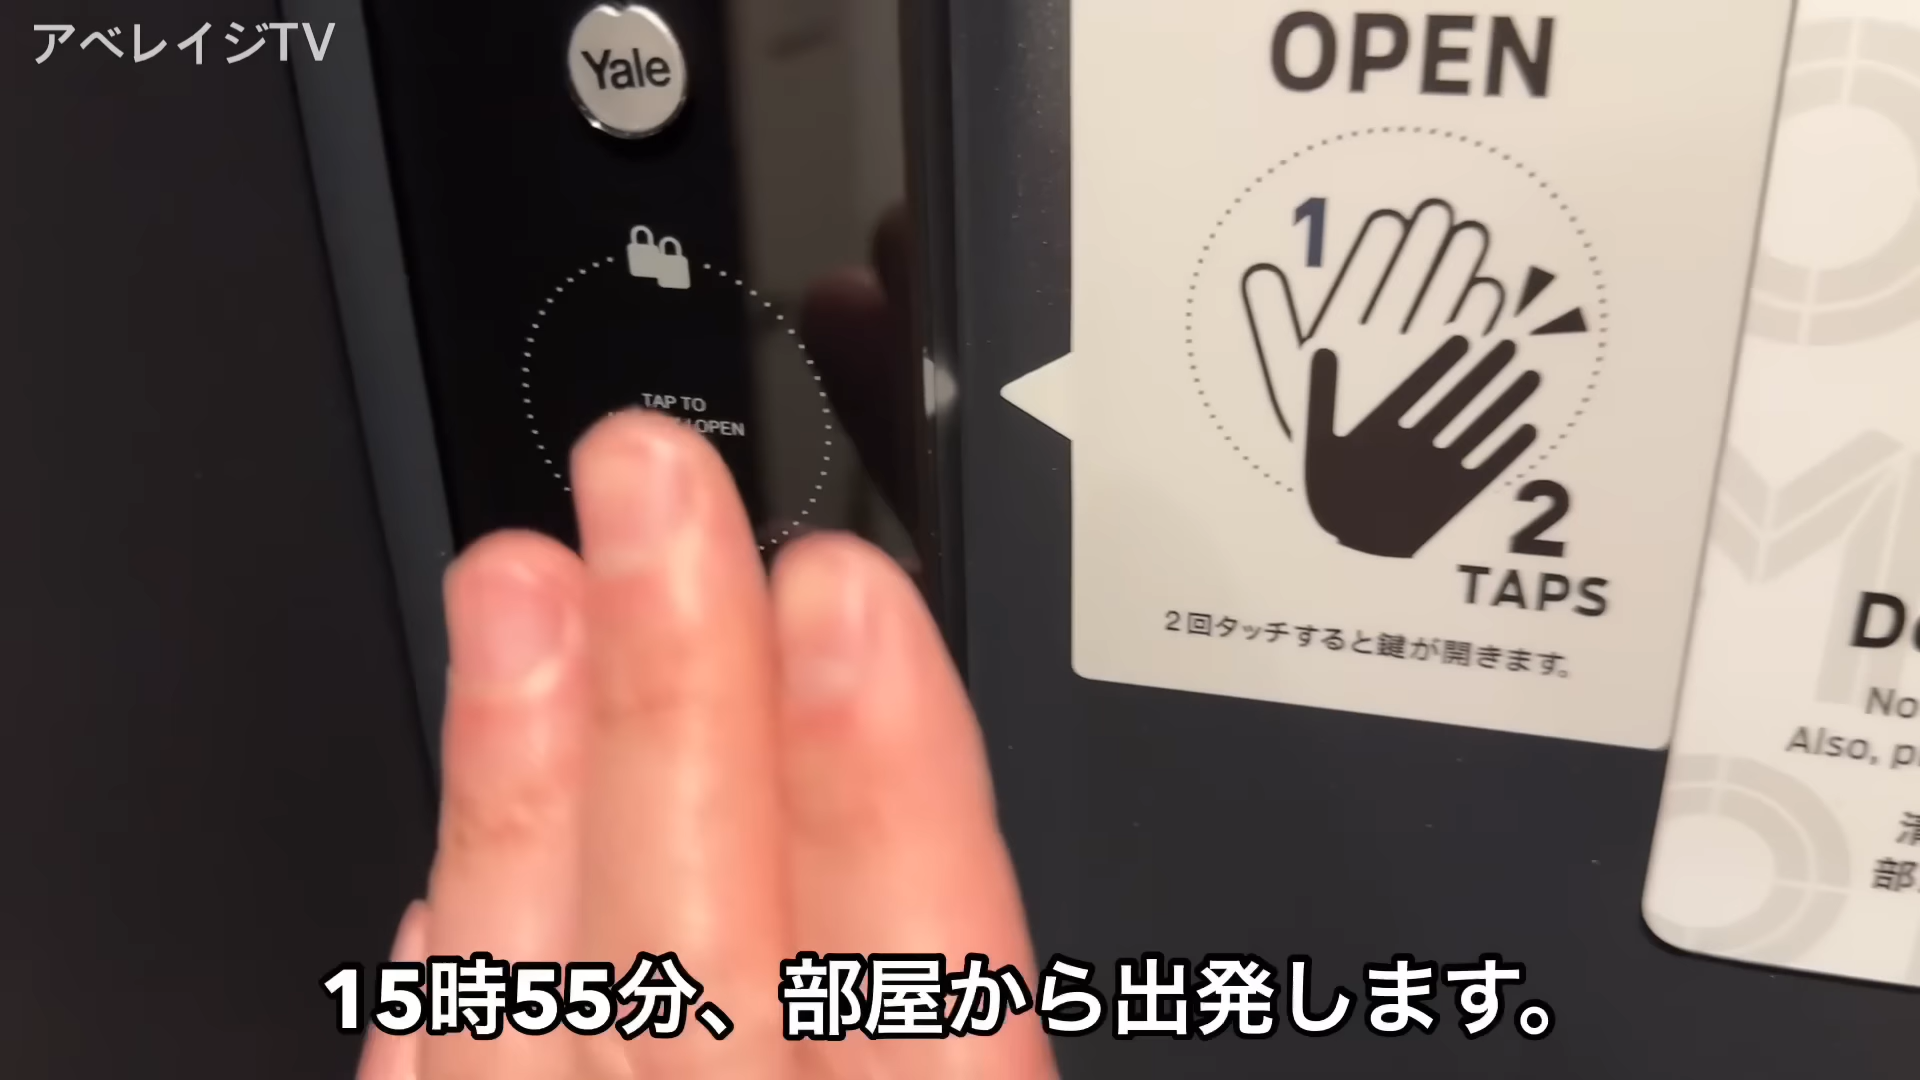 アベレイジTV
Yale
TAP TO
OPEN
OPEN
1
2
TAPS
2回タッチすると鍵が開きます。
No
Also,
部
15時55分、部屋から出発します。